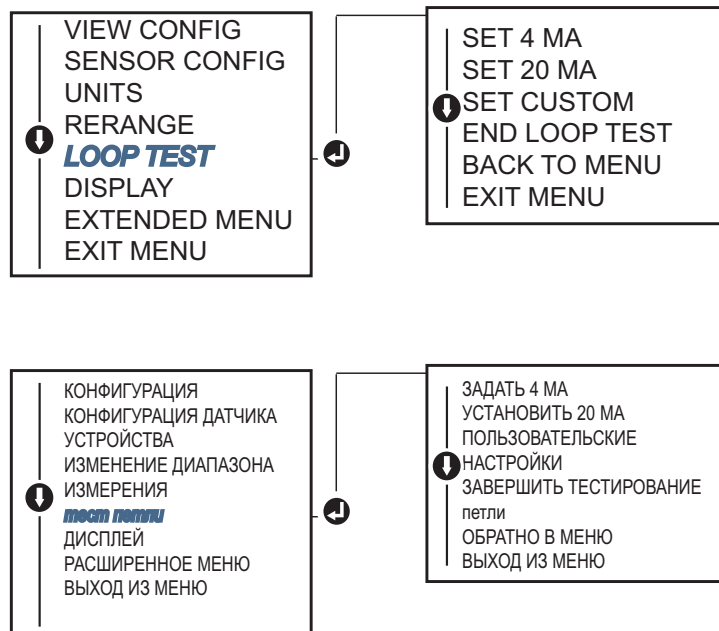 VIEW CONFIG
SENSOR CONFIG
UNITS
RERANGE
LOOP TEST
DISPLAY
EXTENDED MENU
EXIT MENU
SET 4 MA
SET 20 MA
SET CUSTOM
END LOOP TEST
BACK TO MENU
EXIT MENU
КОНФИГУРАЦИЯ
КОНФИГУРАЦИЯ ДАТЧИКА
УСТРОЙСТВА
ИЗМЕНЕНИЕ ДИАПАЗОНА
ИЗМЕРЕНИЯ
тест петли
ДИСПЛЕЙ
РАСШИРЕННОЕ МЕНЮ
ВЫХОД ИЗ МЕНЮ
ЗАДАТЬ 4 МА
УСТАНОВИТЬ 20 МА
ПОЛЬЗОВАТЕЛЬСКИЕ
НАСТРОЙКИ
ЗАВЕРШИТЬ ТЕСТИРОВАНИЕ
петли
ОБРАТНО В МЕНЮ
ВЫХОД ИЗ МЕНЮ